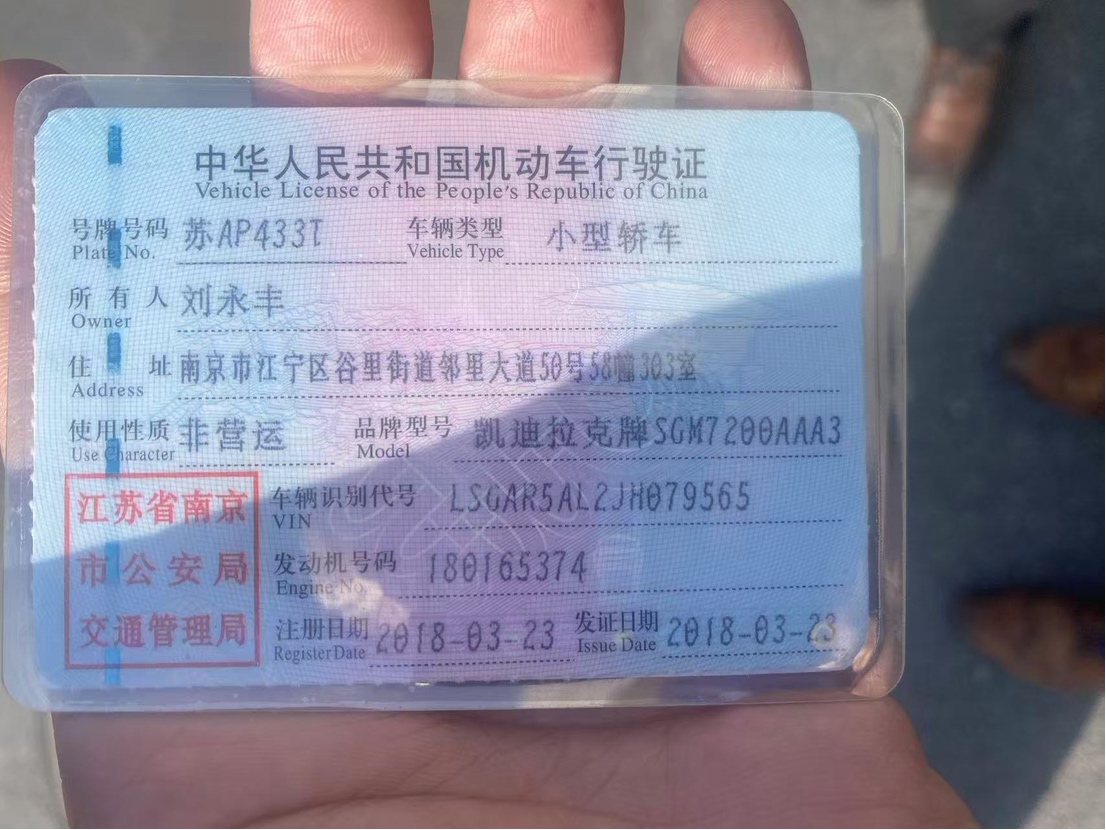 中华人民共和国机动车行驶证
Vehicle License of the People's Republic of China
号牌号码 苏AP433T 车辆类型 小型轿车
Plate No. Vehicle Type
所有人 刘永丰
Owner
住址 南京市江宁区谷里街道邻里大道50号58幢303室
Address
使用性质 非营运 品牌型号 凯迪拉克牌SGM7200AAA3
Use Character Model
江苏省南京
市公安局
交通管理局
车辆识别代号 LSGAR5AL2JH079565
VIN
发动机号码 180165374
Engine No.
注册日期 2018-03-23 发证日期 2018-03-23
Register Date Issue Date